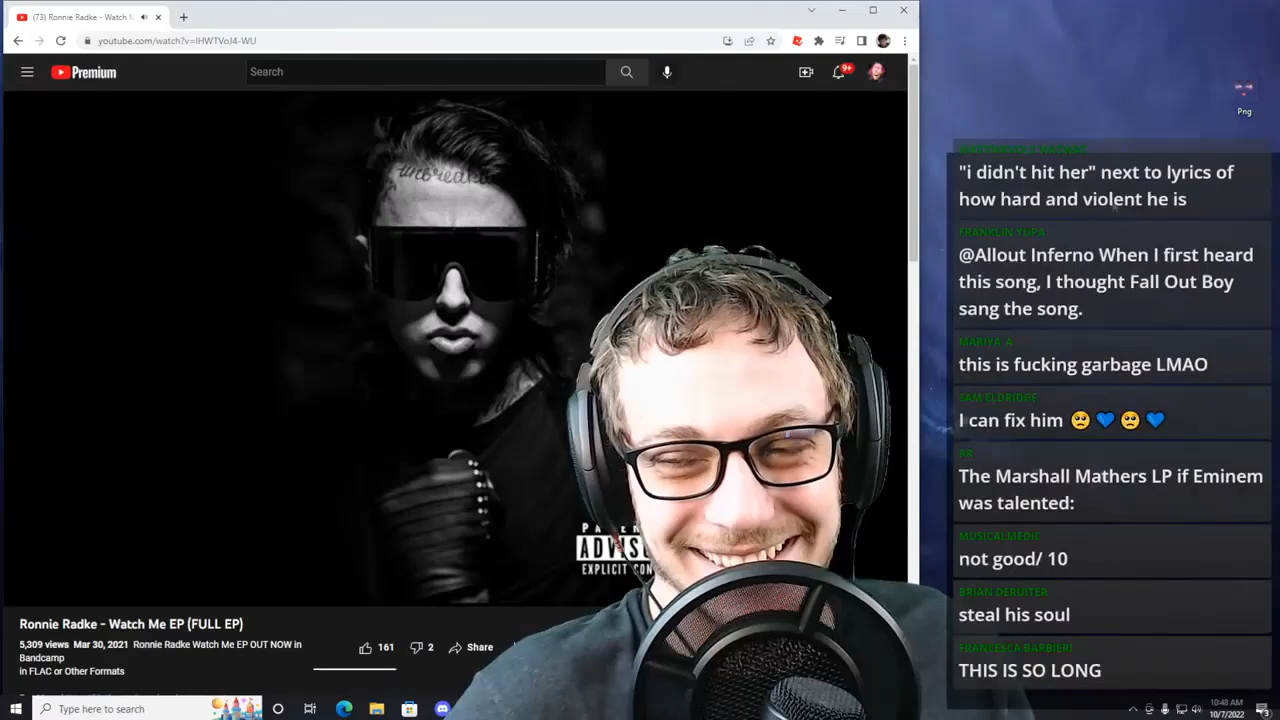 (73) Ronnie Radke - Watch M
youtube.com/watch?v=IHWTVoJ4-WU
Premium
Search
9+
Png
"i didn't hit her" next to lyrics of
how hard and violent he is
FRANKLIN YUPA
@Allout Inferno When I first heard
this song, I thought Fall Out Boy
sang the song.
MARIYA A
this is fucking garbage LMAO
SAM ELDRIDGE
I can fix him 🥺💙🥺💙
RR
The Marshall Mathers LP if Eminem
was talented:
MUSICALMEDIC
not good/ 10
BRIAN DERUITER
steal his soul
FRANCESCA BARBIERI
THIS IS SO LONG
ADVIS
EXPLICIT CON
Ronnie Radke - Watch Me EP (FULL EP)
5,309 views Mar 30, 2021 Ronnie Radke Watch Me EP OUT NOW in
Bandcamp
in FLAC or Other Formats
161
2
Share
Type here to search
10:48 AM
10/7/2022